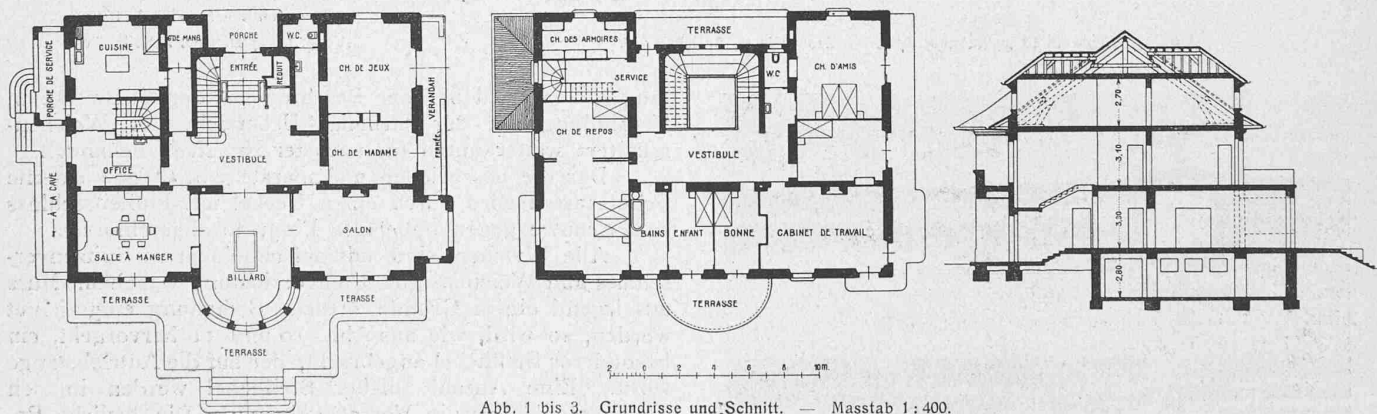 CUISINE
GDE MANG.
PORCHE
W.C.
PORCHE DE SERVICE
ENTRÉE
RÉDUIT
CH. DE JEUX
VERANDAH
FERMÉE
VESTIBULE
CH. DE MADAME
OFFICE
À LA CAVE
SALLE À MANGER
BILLARD
SALON
TERRASSE
TERASSE
TERRASSE
CH. DES ARMOIRES
TERRASSE
SERVICE
W.C
CH. D'AMIS
CH DE REPOS
VESTIBULE
BAINS
ENFANT
BONNE
CABINET DE TRAVAIL
TERRASSE
2,70
3,10
3,30
2,80
2 0 2 4 6 8 10m.
Abb. 1 bis 3. Grundrisse und Schnitt. — Masstab 1:400.